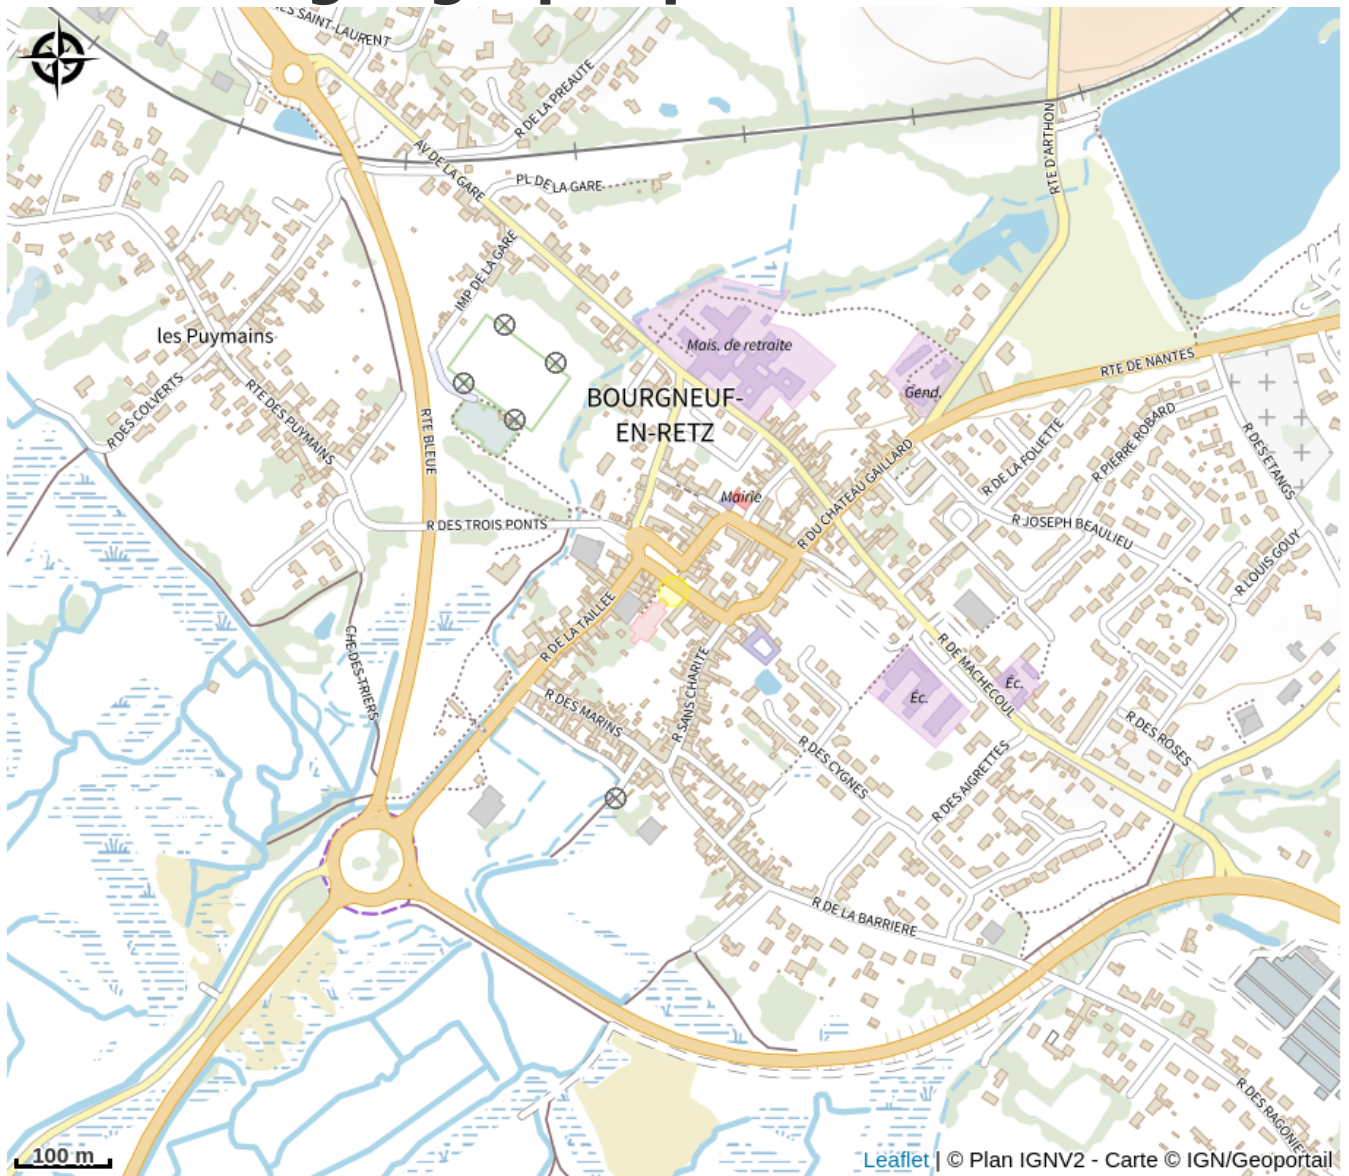 R DE LA PREAUTE
AV DE LA GARE
PL DE LA GARE
RTE D'ARTHON
IMP DE LA GARE
les Puymains
Mais. de retraite
Gend.
RTE DE NANTES
R DES COLVERTS
RTE DES PUYMAINS
RTE BLEUE
BOURGNEUF-
EN-RETZ
R DE LA FOLIETTE
R PIERRE ROBARD
R DES ETANGS
R DU CHATEAU GAILLARD
Mairie
R DES TROIS PONTS
R JOSEPH BEAULIEU
R LOUIS GOUY
R DE LA TAILLEE
CHE DES TRIERS
R SANS CHARITE
R DE MACHECOUL
Éc.
Éc.
R DES MARINS
R DES CYGNES
R DES AIGRETTES
R DES ROSES
R DE LA BARRIERE
R DES RAGONIE
100 m
Leaflet | © Plan IGNV2 - Carte © IGN/Geoportail